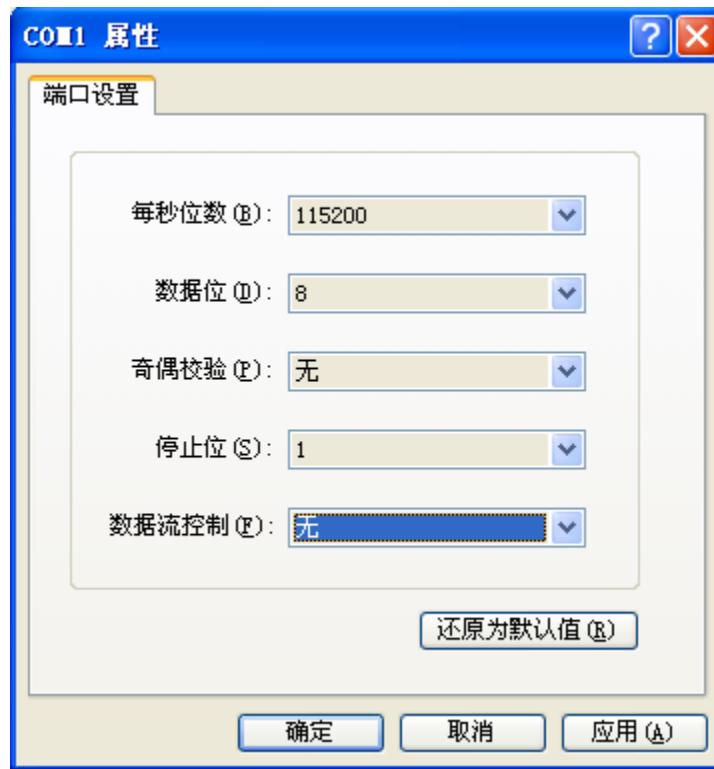 COM1 属性
端口设置
每秒位数(B): 115200
数据位(D): 8
奇偶校验(P): 无
停止位(S): 1
数据流控制(F): 无
还原为默认值(R)
确定 取消 应用(A)